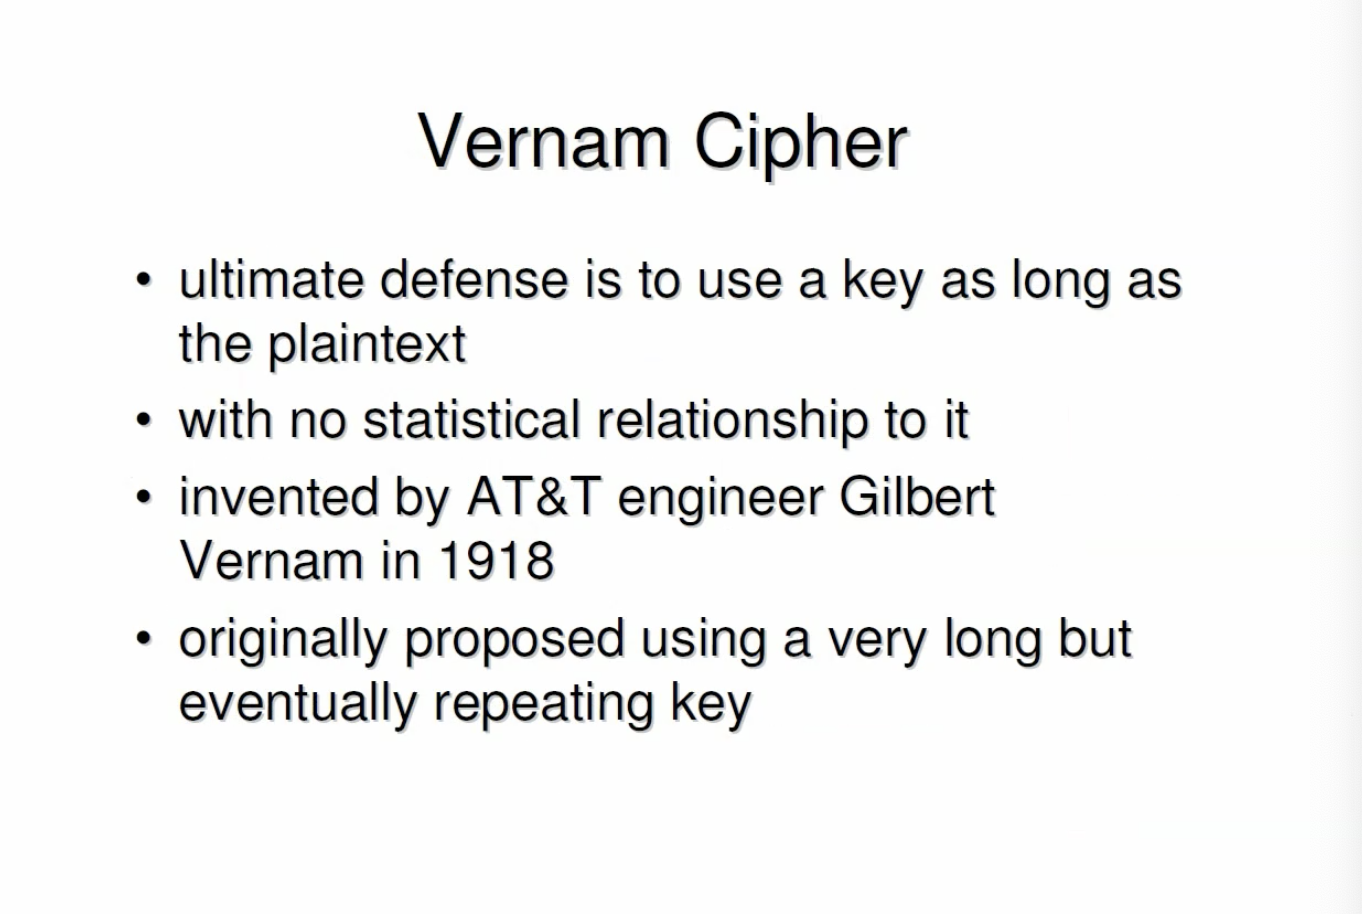 Vernam Cipher
• ultimate defense is to use a key as long as
the plaintext
• with no statistical relationship to it
• invented by AT&T engineer Gilbert
Vernam in 1918
• originally proposed using a very long but
eventually repeating key